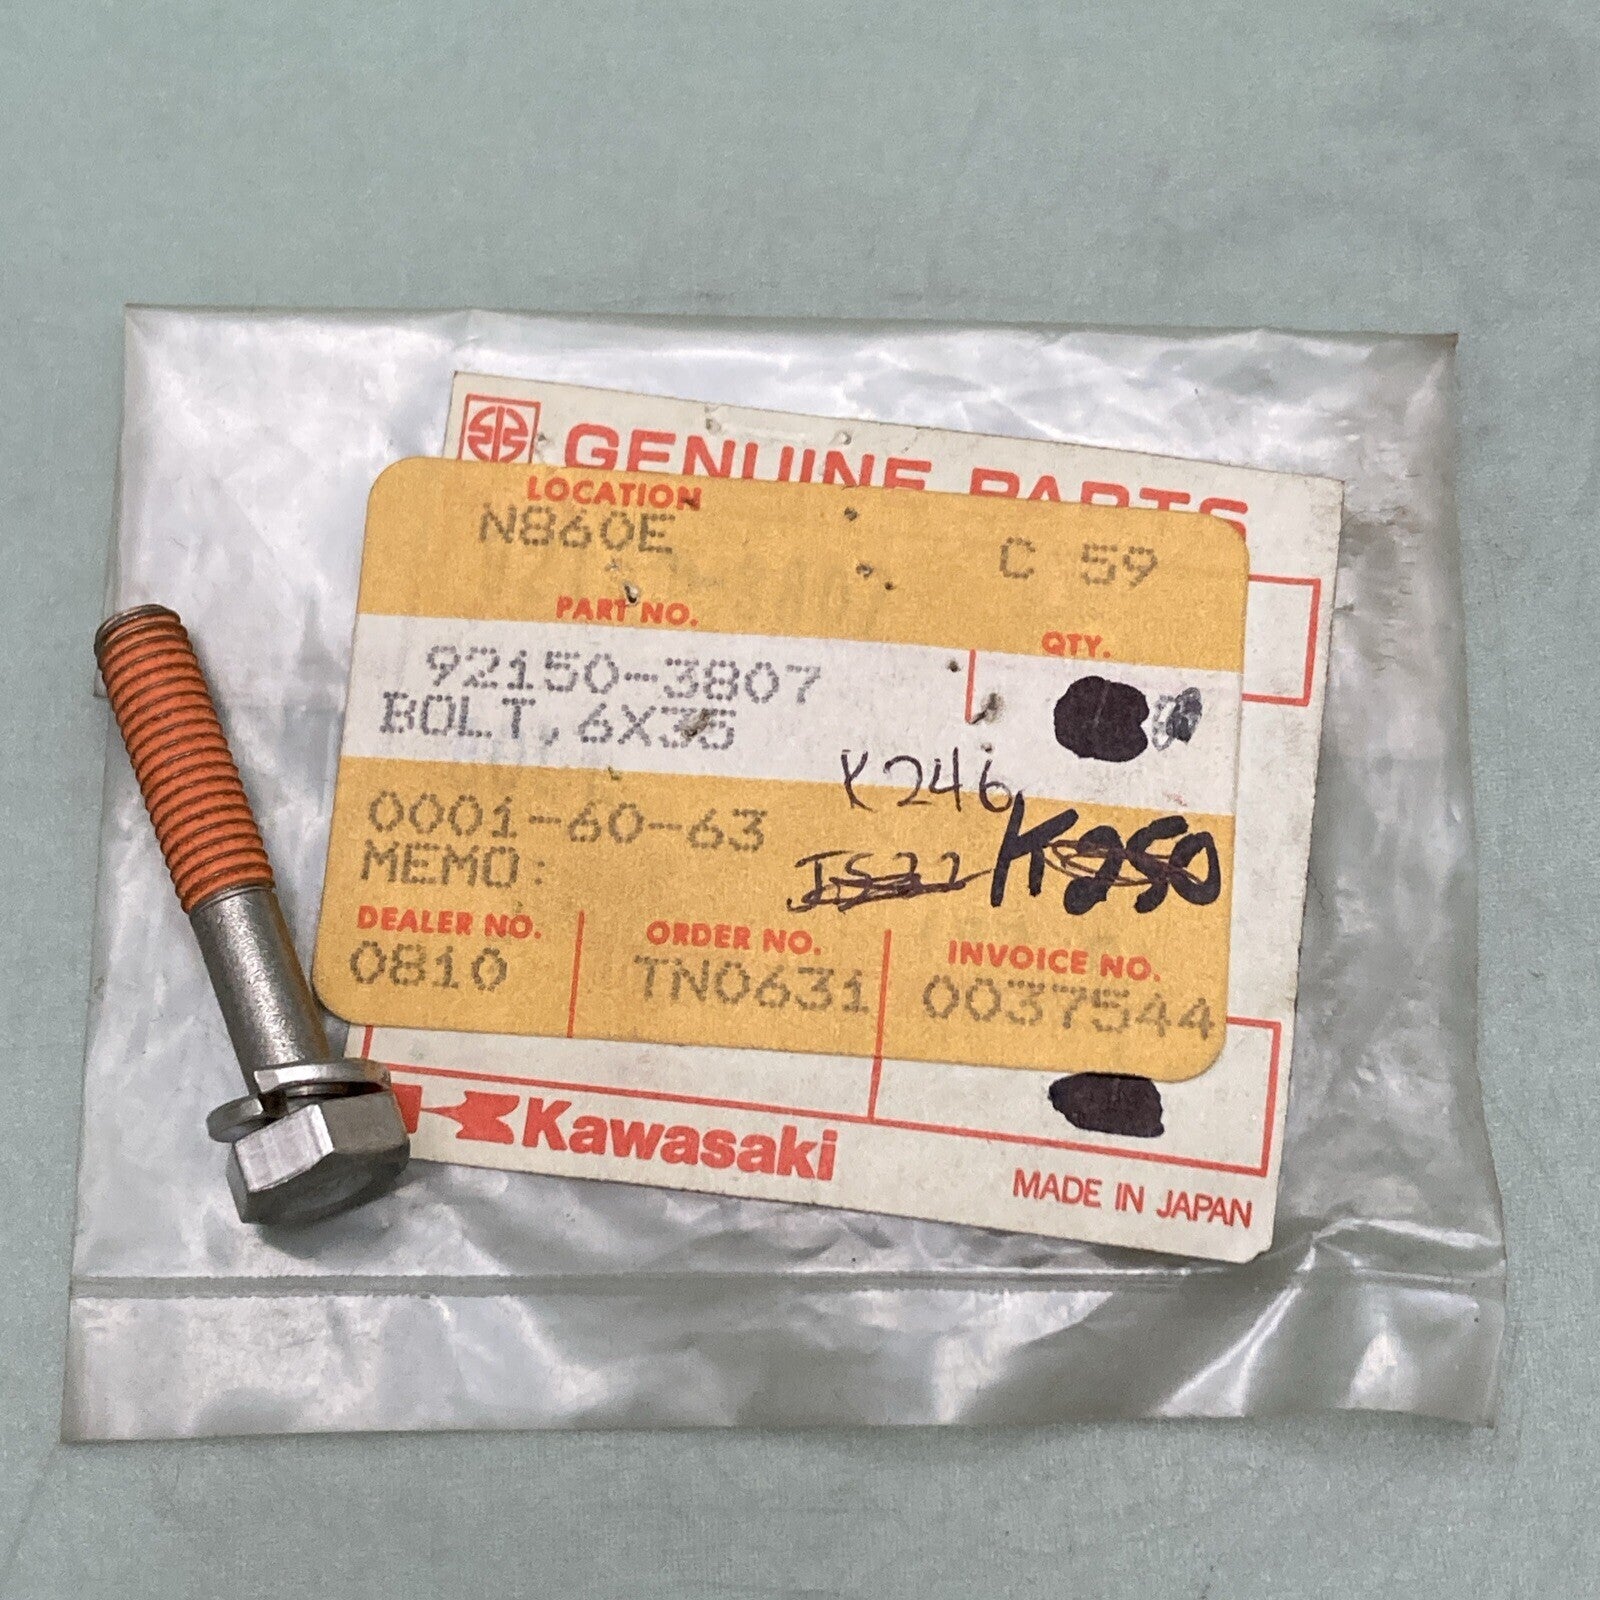 GENUINE PARTS
LOCATION
N860E C 59
PART NO. QTY.
92150-3807
BOLT, 6X35
K246
0001-60-63
K250
MEMO:
DEALER NO. ORDER NO. INVOICE NO.
0810 TN0631 0037544
Kawasaki
MADE IN JAPAN